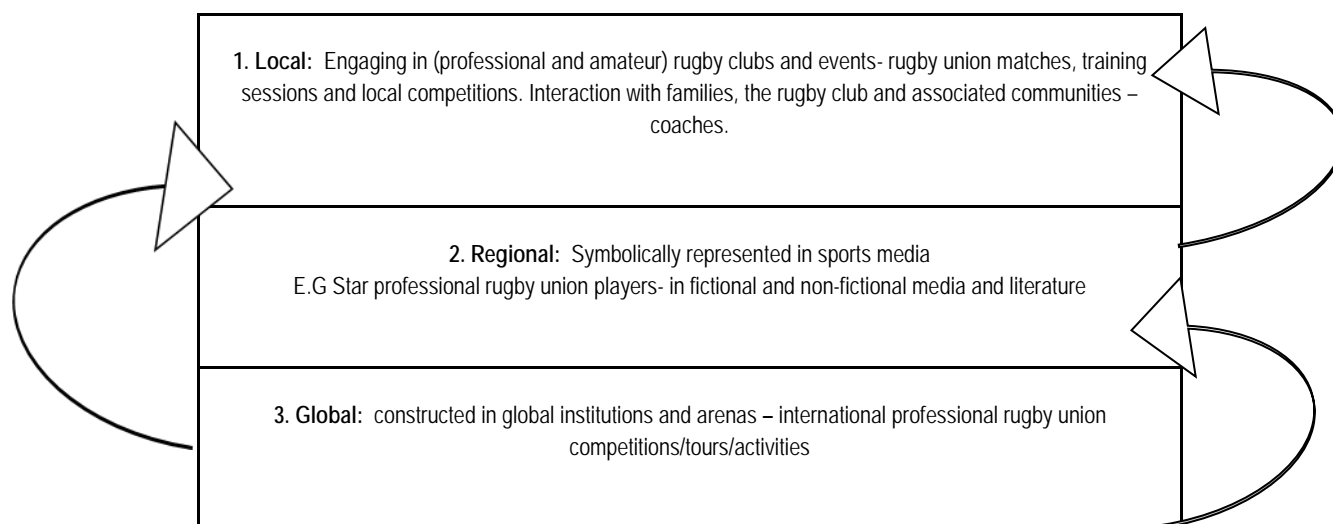 1. Local: Engaging in (professional and amateur) rugby clubs and events- rugby union matches, training
sessions and local competitions. Interaction with families, the rugby club and associated communities –
coaches.
2. Regional: Symbolically represented in sports media
E.G Star professional rugby union players- in fictional and non-fictional media and literature
3. Global: constructed in global institutions and arenas – international professional rugby union
competitions/tours/activities